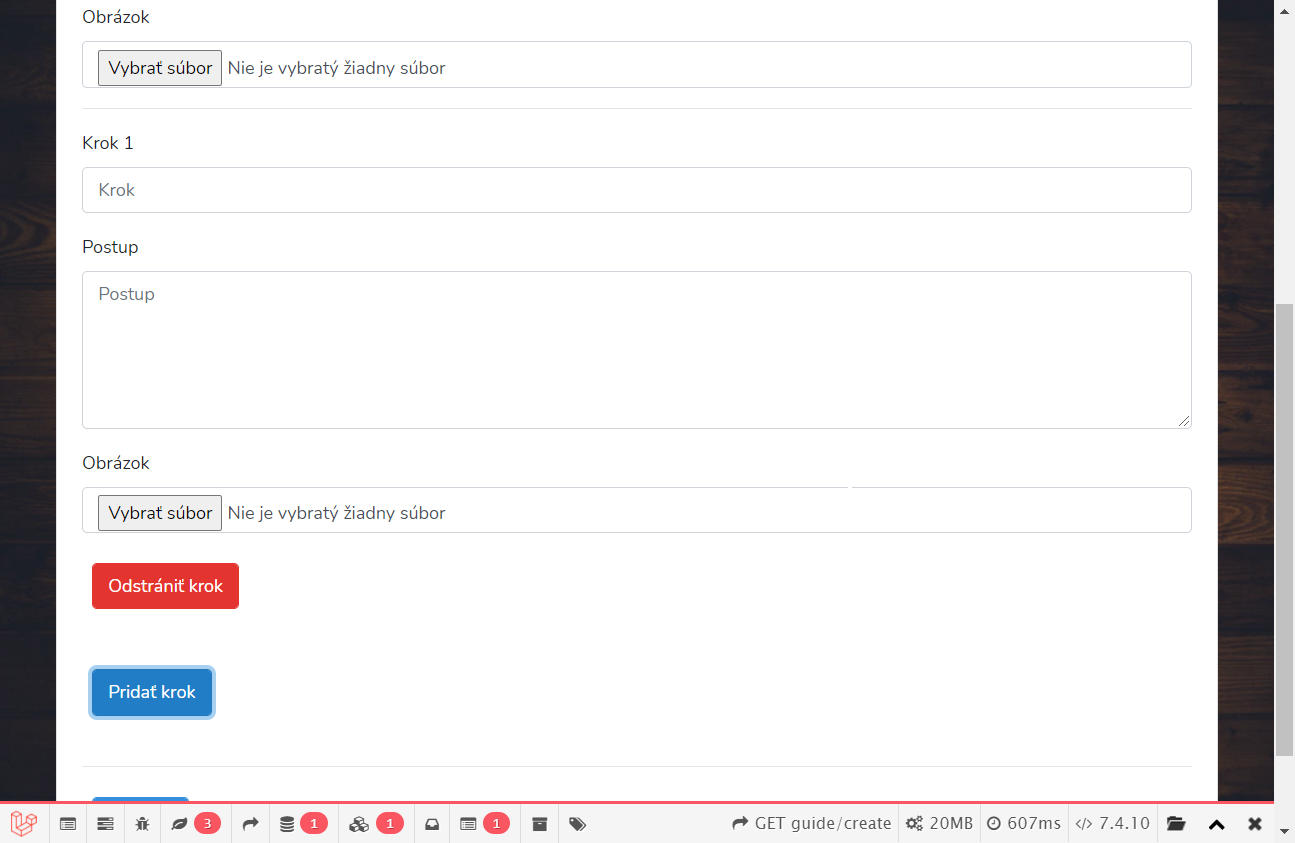 Obrázok
Vybrať súbor Nie je vybratý žiadny súbor
Krok 1
Krok
Postup
Postup
Obrázok
Vybrať súbor Nie je vybratý žiadny súbor
Odstrániť krok
Pridať krok
3 1 1 1 GET guide/create 20MB 607ms 7.4.10